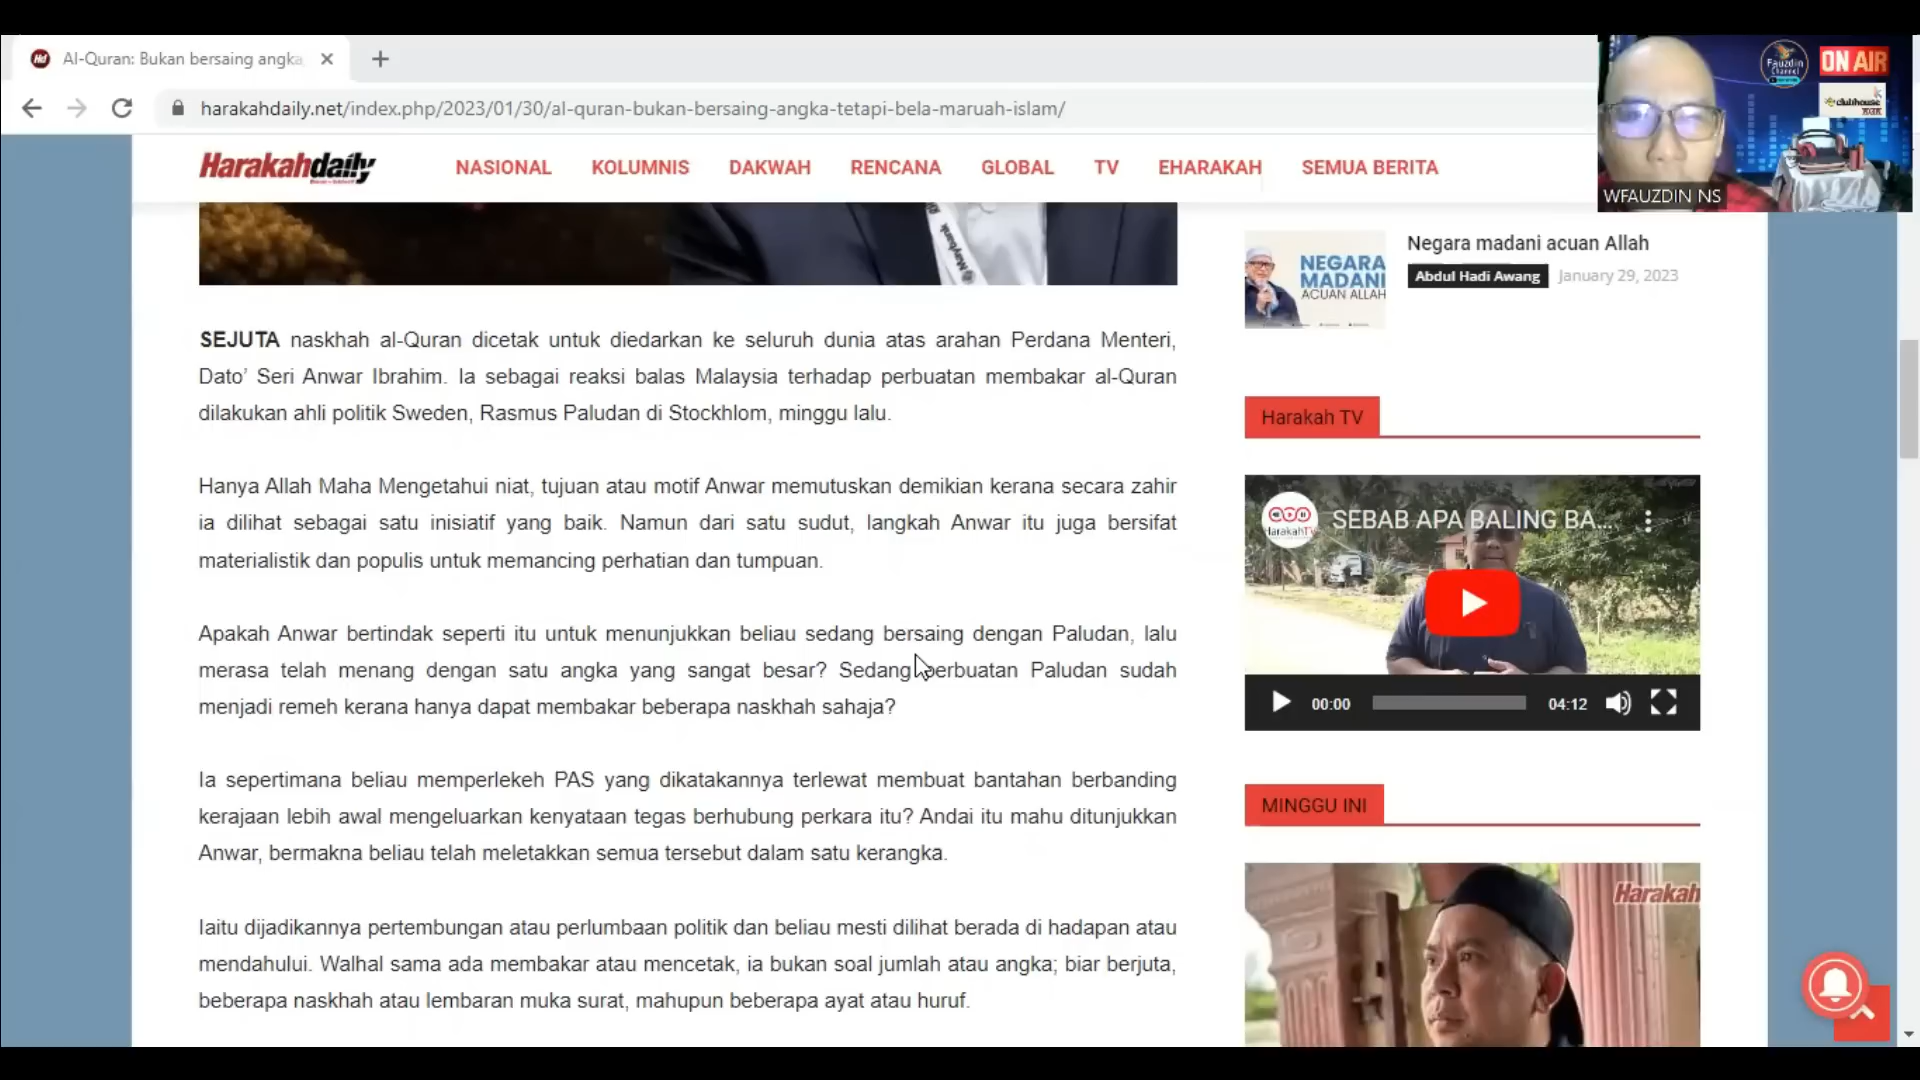 Al-Quran: Bukan bersaing angka
harakahdaily.net/index.php/2023/01/30/al-quran-bukan-bersaing-angka-tetapi-bela-maruah-islam/
Harakahdaily
NASIONAL KOLUMNIS DAKWAH RENCANA GLOBAL TV EHARAKAH SEMUA BERITA
Fauzdin
Channel
ON AIR
clubhouse
WFAUZDIN NS
Maybank
SEJUTA naskhah al-Quran dicetak untuk diedarkan ke seluruh dunia atas arahan Perdana Menteri,
Dato’ Seri Anwar Ibrahim. Ia sebagai reaksi balas Malaysia terhadap perbuatan membakar al-Quran
dilakukan ahli politik Sweden, Rasmus Paludan di Stockhlom, minggu lalu.
Hanya Allah Maha Mengetahui niat, tujuan atau motif Anwar memutuskan demikian kerana secara zahir
ia dilihat sebagai satu inisiatif yang baik. Namun dari satu sudut, langkah Anwar itu juga bersifat
materialistik dan populis untuk memancing perhatian dan tumpuan.
Apakah Anwar bertindak seperti itu untuk menunjukkan beliau sedang bersaing dengan Paludan, lalu
merasa telah menang dengan satu angka yang sangat besar? Sedang perbuatan Paludan sudah
menjadi remeh kerana hanya dapat membakar beberapa naskhah sahaja?
Ia sepertimana beliau memperlekeh PAS yang dikatakannya terlewat membuat bantahan berbanding
kerajaan lebih awal mengeluarkan kenyataan tegas berhubung perkara itu? Andai itu mahu ditunjukkan
Anwar, bermakna beliau telah meletakkan semua tersebut dalam satu kerangka.
Iaitu dijadikannya pertembungan atau perlumbaan politik dan beliau mesti dilihat berada di hadapan atau
mendahului. Walhal sama ada membakar atau mencetak, ia bukan soal jumlah atau angka; biar berjuta,
beberapa naskhah atau lembaran muka surat, mahupun beberapa ayat atau huruf.
NEGARA
MADANI
ACUAN ALLAH
Negara madani acuan Allah
Abdul Hadi Awang January 29, 2023
Harakah TV
HarakahTV
SEBAB APA BALING BA...
00:00 04:12
MINGGU INI
Harakah